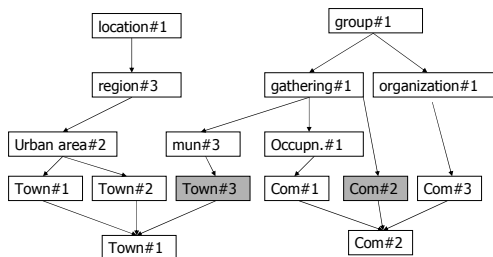 location#1
group#1
region#3
gathering#1
organization#1
Urban area#2
mun#3
Occupn.#1
Town#1
Town#2
Town#3
Com#1
Com#2
Com#3
Town#1
Com#2